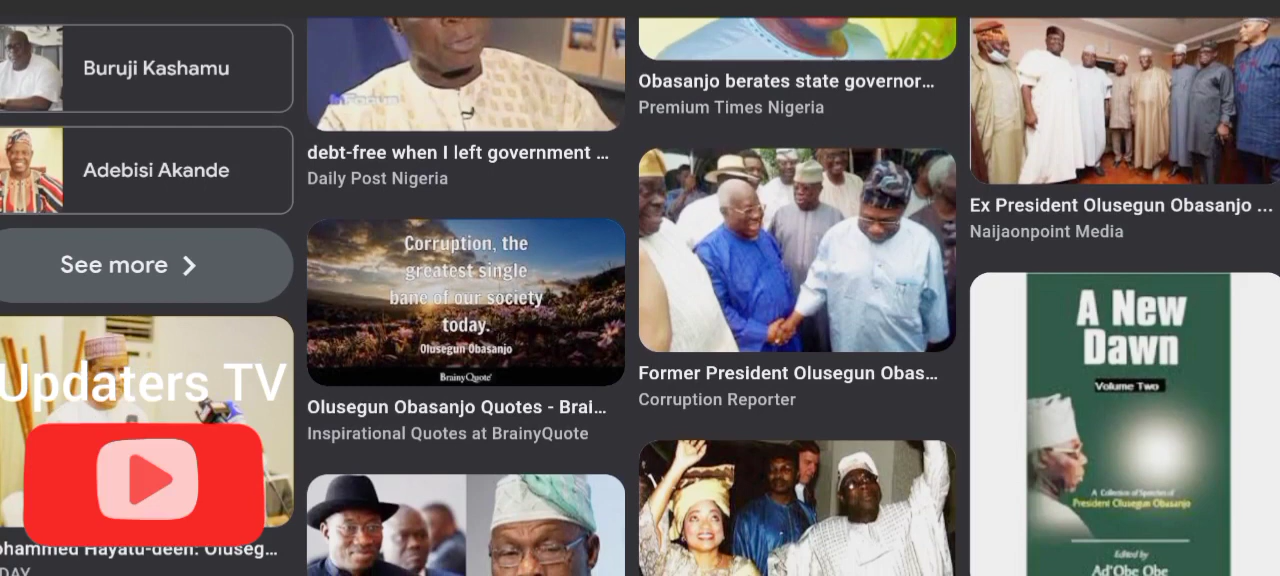 Buruji Kashamu
Adebisi Akande
See more
Updaters TV
ohammed Hayatu-deen: Oluseg...
DAY
InFocus
debt-free when I left government ...
Daily Post Nigeria
Corruption, the
greatest single
bane of our society
today.
Olusegun Obasanjo
BrainyQuote
Olusegun Obasanjo Quotes - Brai...
Inspirational Quotes at BrainyQuote
Obasanjo berates state governor...
Premium Times Nigeria
Former President Olusegun Obas...
Corruption Reporter
Ex President Olusegun Obasanjo ...
Naijaonpoint Media
A New
Dawn
Volume Two
A Collection of Speeches of
President Olusegun Obasanjo
Edited by
Ad'Obe Obe